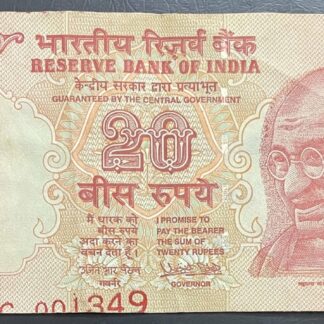 भारतीय रिज़र्व बैंक
RESERVE BANK OF INDIA
केन्द्रीय सरकार द्वारा प्रत्याभूत
GUARANTEED BY THE CENTRAL GOVERNMENT
20
बीस रुपये
मैं धारक को
बीस रुपये
अदा करने का
वचन देता हूँ।
गवर्नर
I PROMISE TO
PAY THE BEARER
THE SUM OF
TWENTY RUPEES
GOVERNOR
001349